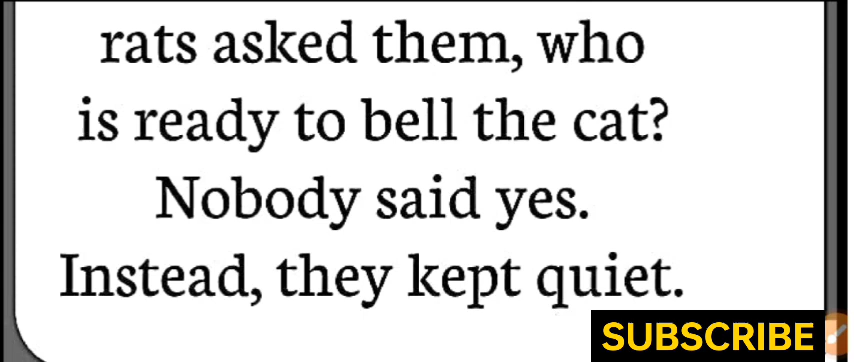 rats asked them, who
is ready to bell the cat?
Nobody said yes.
Instead, they kept quiet.
SUBSCRIBE